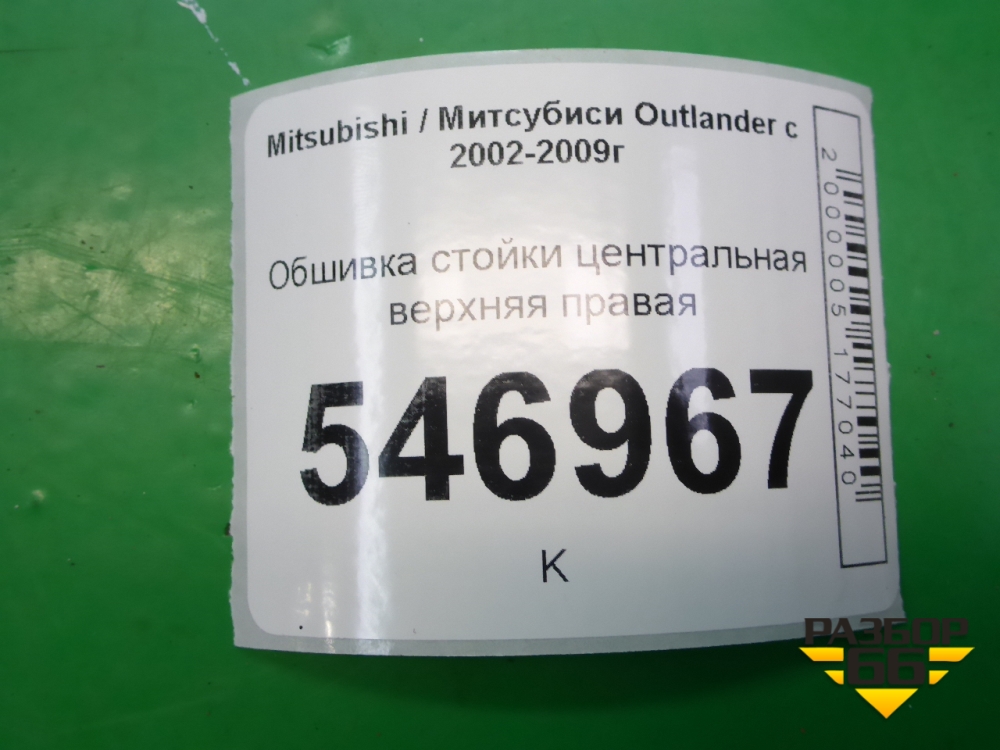 Mitsubishi / Митсубиси Outlander с
2002-2009г
Обшивка стойки центральная
верхняя правая
546967
К
2000005177040
РАЗБОР
66